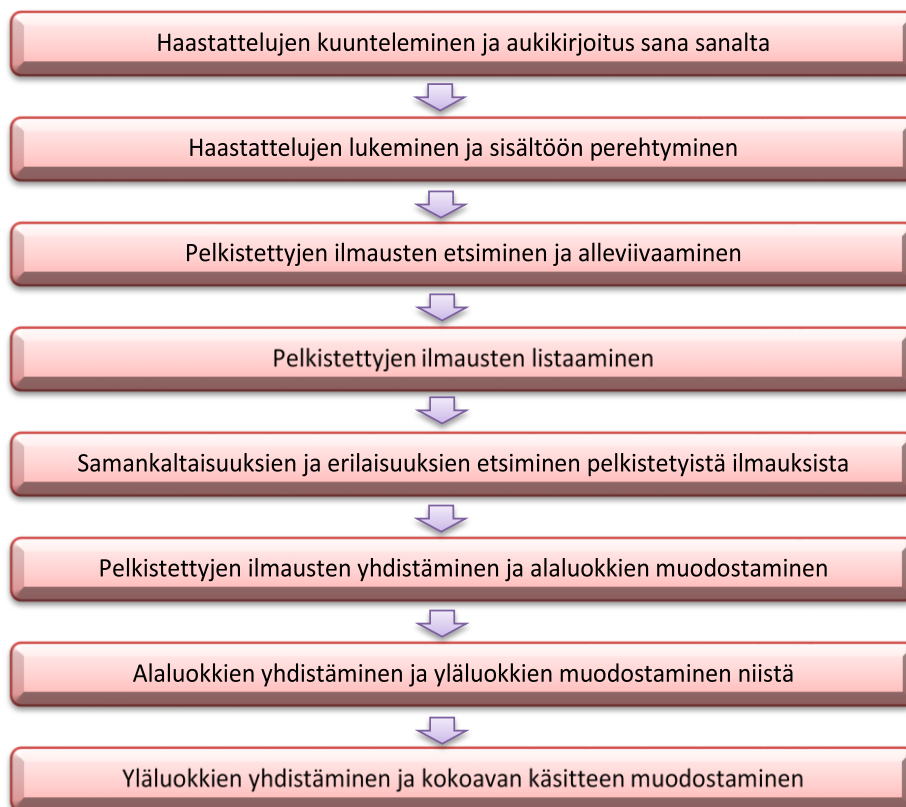 Haastattelujen kuunteleminen ja aukikirjoitus sana sanalta
Haastattelujen lukeminen ja sisältöön perehtyminen
Pelkistettyjen ilmausten etsiminen ja alleviivaaminen
Pelkistettyjen ilmausten listaaminen
Samankaltaisuuksien ja erilaisuuksien etsiminen pelkistetyistä ilmauksista
Pelkistettyjen ilmausten yhdistäminen ja alaluokkien muodostaminen
Alaluokkien yhdistäminen ja yläluokkien muodostaminen niistä
Yläluokkien yhdistäminen ja kokoavan käsitteen muodostaminen